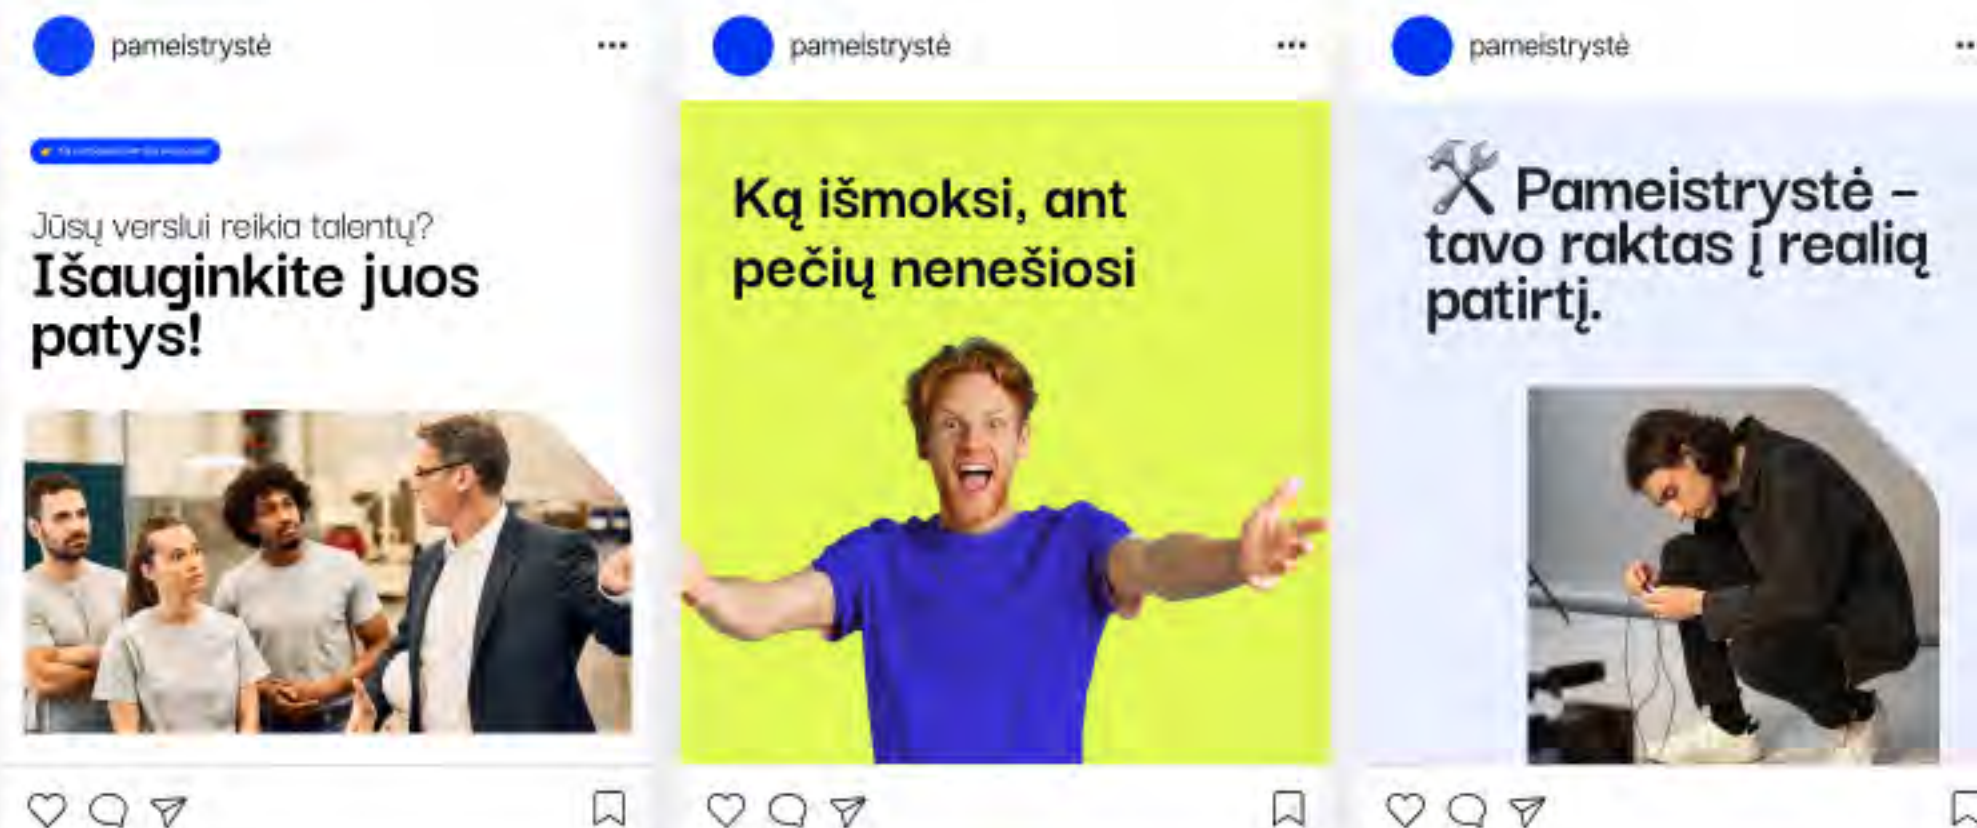 pameistrystė
Jūsų verslui reikia talentų?
Išauginkite juos
patys!
pameistrystė
Ką išmoksi, ant
pečių nenešiosi
pameistrystė
Pameistrystė –
tavo raktas į realią
patirtį.